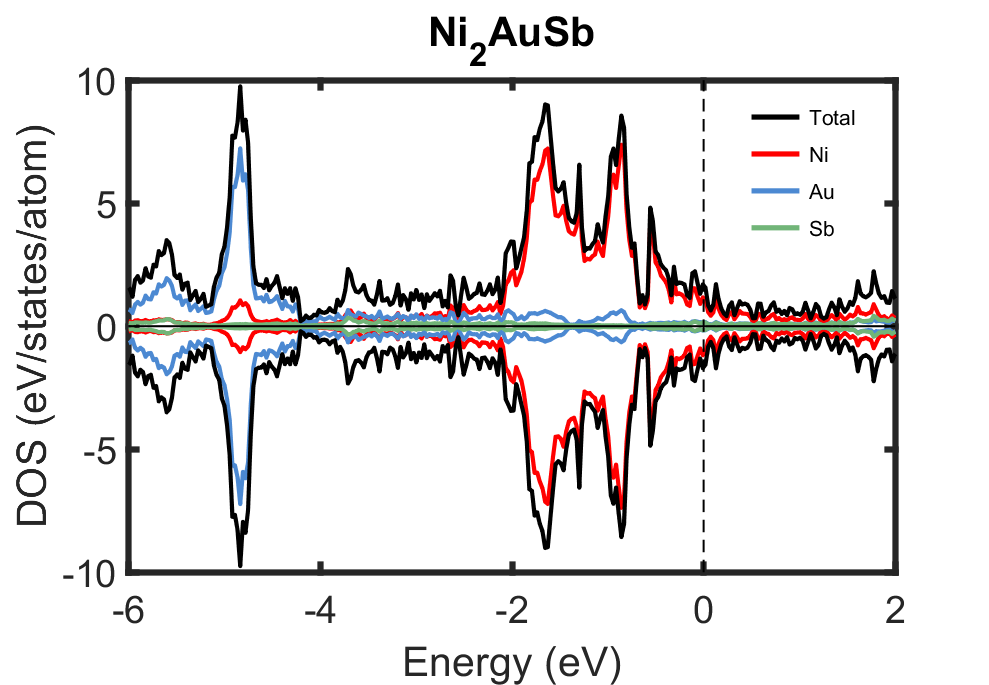 Ni2AuSb
DOS (eV/states/atom)
10
5
0
-5
-10
-6
-4
-2
0
2
Energy (eV)
Total
Ni
Au
Sb